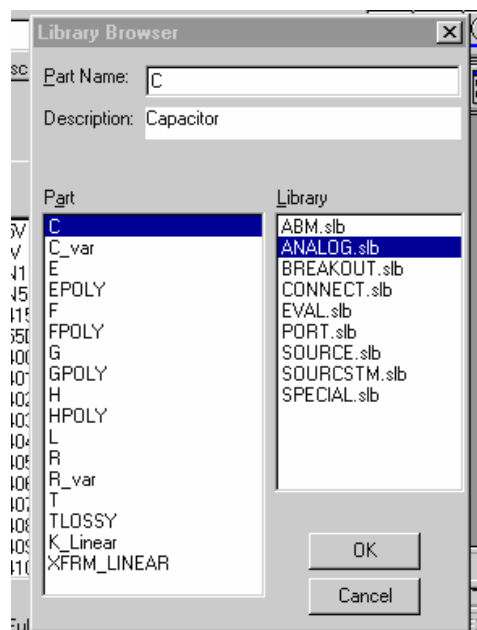 Library Browser
Part Name: C
Description: Capacitor
Part
C
C_var
E
EPOLY
F
FPOLY
G
GPOLY
H
HPOLY
L
R
R_var
T
TLOSSY
K_Linear
XFRM_LINEAR
Library
ABM.slb
ANALOG.slb
BREAKOUT.slb
CONNECT.slb
EVAL.slb
PORT.slb
SOURCE.slb
SOURCSTM.slb
SPECIAL.slb
OK
Cancel